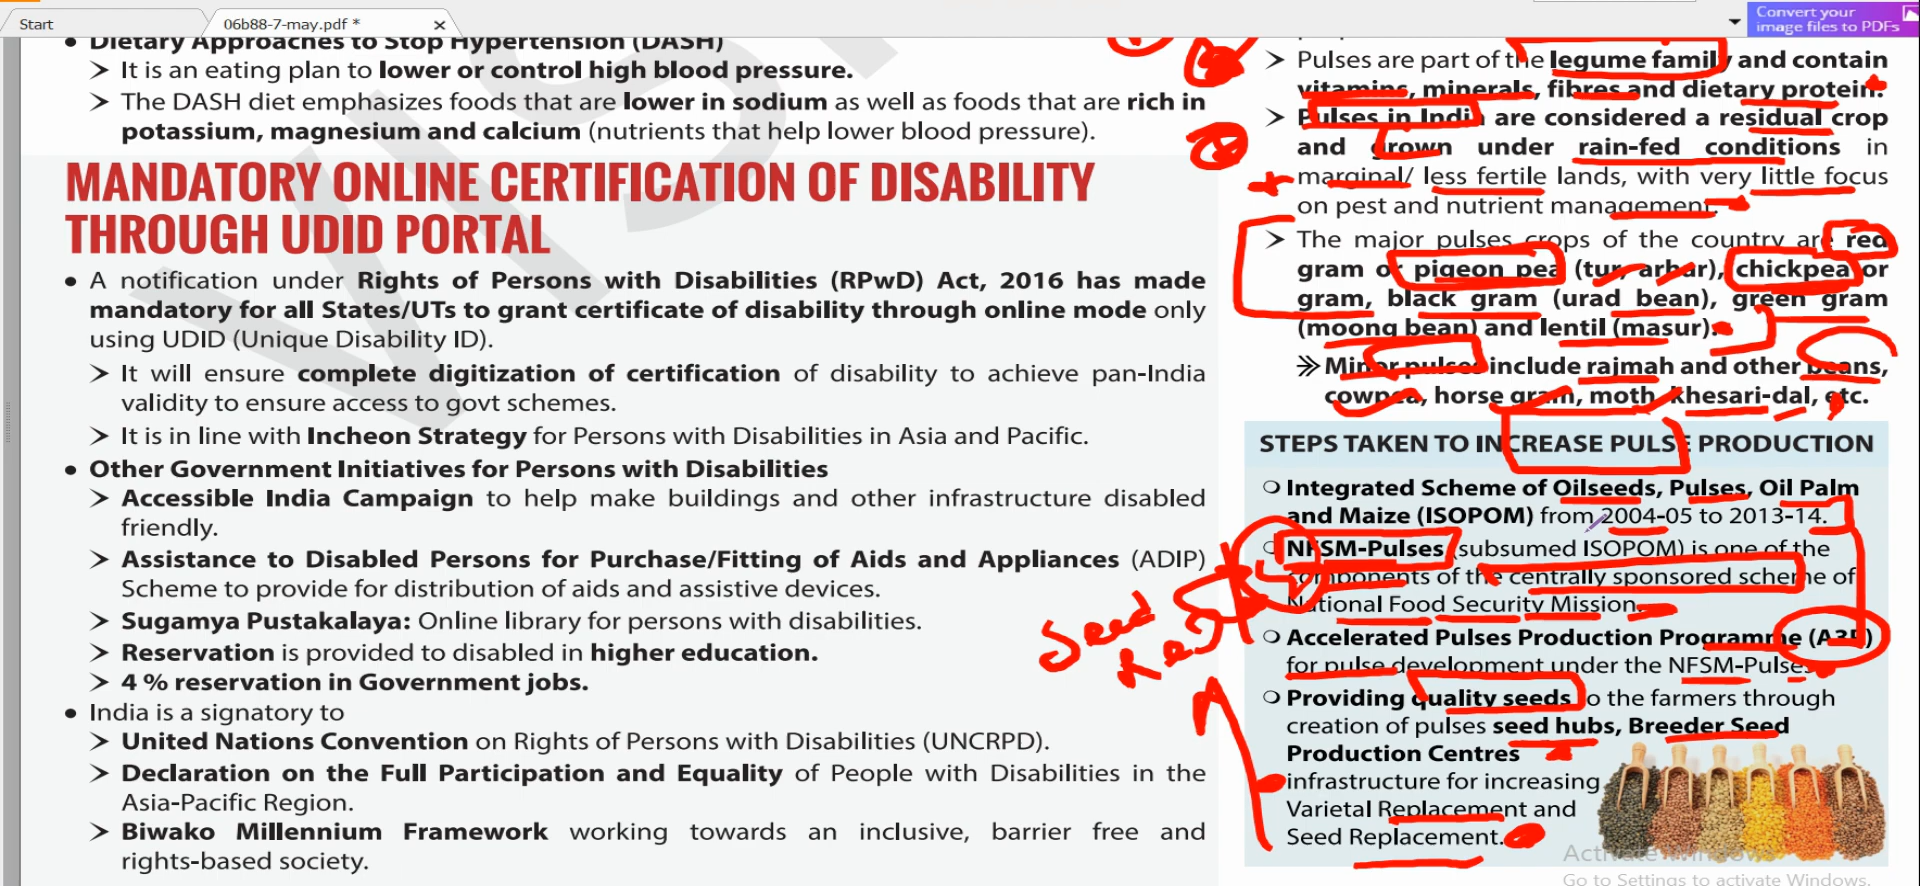 Start
06b88-7-may.pdf *
Convert your
image files to PDFs
• Dietary Approaches to Stop Hypertension (DASH)
➢ It is an eating plan to lower or control high blood pressure.
➢ The DASH diet emphasizes foods that are lower in sodium as well as foods that are rich in
potassium, magnesium and calcium (nutrients that help lower blood pressure).
MANDATORY ONLINE CERTIFICATION OF DISABILITY
THROUGH UDID PORTAL
• A notification under Rights of Persons with Disabilities (RPwD) Act, 2016 has made
mandatory for all States/UTs to grant certificate of disability through online mode only
using UDID (Unique Disability ID).
➢ It will ensure complete digitization of certification of disability to achieve pan-India
validity to ensure access to govt schemes.
➢ It is in line with Incheon Strategy for Persons with Disabilities in Asia and Pacific.
• Other Government Initiatives for Persons with Disabilities
➢ Accessible India Campaign to help make buildings and other infrastructure disabled
friendly.
➢ Assistance to Disabled Persons for Purchase/Fitting of Aids and Appliances (ADIP)
Scheme to provide for distribution of aids and assistive devices.
➢ Sugamya Pustakalaya: Online library for persons with disabilities.
➢ Reservation is provided to disabled in higher education.
➢ 4 % reservation in Government jobs.
• India is a signatory to
➢ United Nations Convention on Rights of Persons with Disabilities (UNCRPD).
➢ Declaration on the Full Participation and Equality of People with Disabilities in the
Asia-Pacific Region.
➢ Biwako Millennium Framework working towards an inclusive, barrier free and
rights-based society.
➢ Pulses are part of the legume family and contain
vitamins, minerals, fibres and dietary protein.
➢ Pulses in India are considered a residual crop
and grown under rain-fed conditions in
marginal/ less fertile lands, with very little focus
on pest and nutrient management.
➢ The major pulses crops of the country are red
gram or pigeon pea (tur, arhar), chickpea or
gram, black gram (urad bean), green gram
(moong bean) and lentil (masur).
Minor pulses include rajmah and other beans,
cowpea, horse gram, moth, khesari-dal, etc.
STEPS TAKEN TO INCREASE PULSE PRODUCTION
○ Integrated Scheme of Oilseeds, Pulses, Oil Palm
and Maize (ISOPOM) from 2004-05 to 2013-14.
○ NFSM-Pulses (subsumed ISOPOM) is one of the
components of the centrally sponsored scheme of
National Food Security Mission.
○ Accelerated Pulses Production Programme (A3P)
for pulse development under the NFSM-Pulses.
○ Providing quality seeds to the farmers through
creation of pulses seed hubs, Breeder Seed
Production Centres
infrastructure for increasing
Varietal Replacement and
Seed Replacement.
Seed
Activate Windows
Go to Settings to activate Windows.